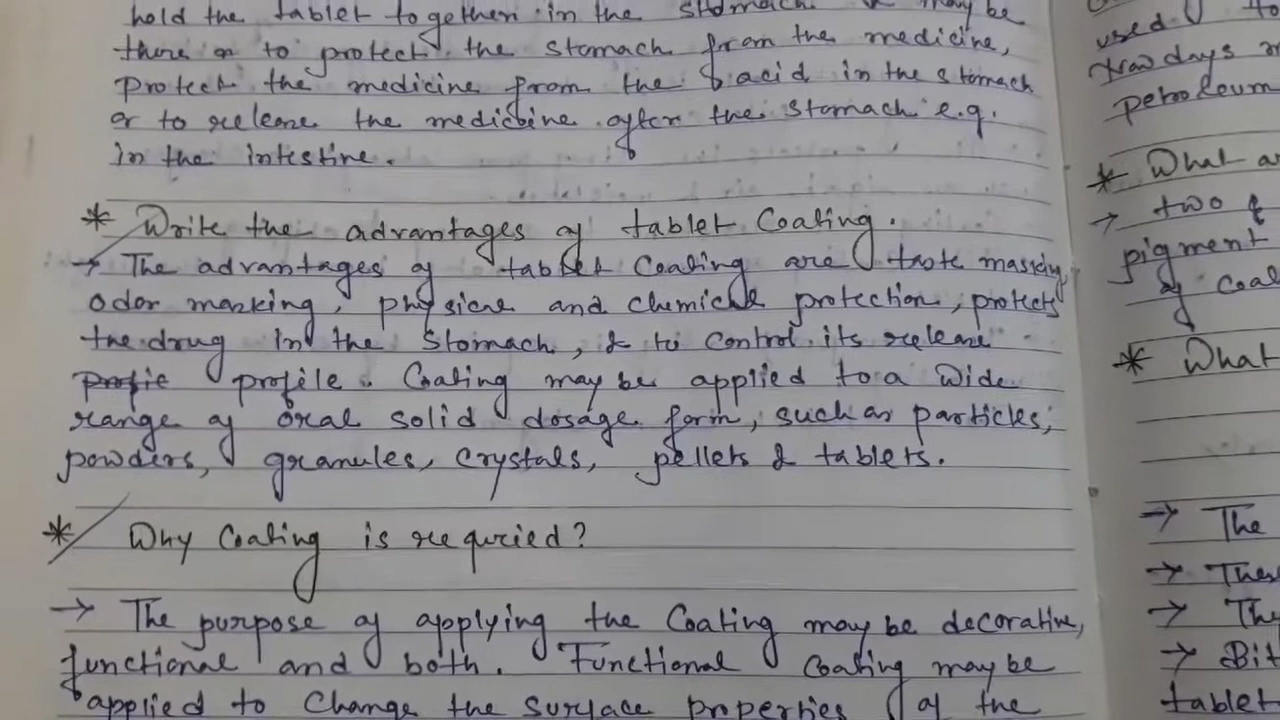 hold the tablet together in the stomach. It may be
there or to protect the stomach from the medicine,
protect the medicine from the acid in the stomach
or to release the medicine after the stomach e.g.
in the intestine.
* Write the advantages of tablet Coating.
→ The advantages of tablet Coating are taste masking,
odor masking, physical and chemical protection, protects
the drug in the stomach, & to control its release
profie profile. Coating may be applied to a wide
range of oral solid dosage form, such as particles,
powders, granules, crystals, pellets & tablets.
* Why Coating is requried?
→ The purpose of applying the Coating may be decorative,
functional and both. Functional Coating may be
applied to change the surface properties of the
used to
petroleum
* What
→ two
pigment
of Coal
* What
→ The
→ Bit
tablet